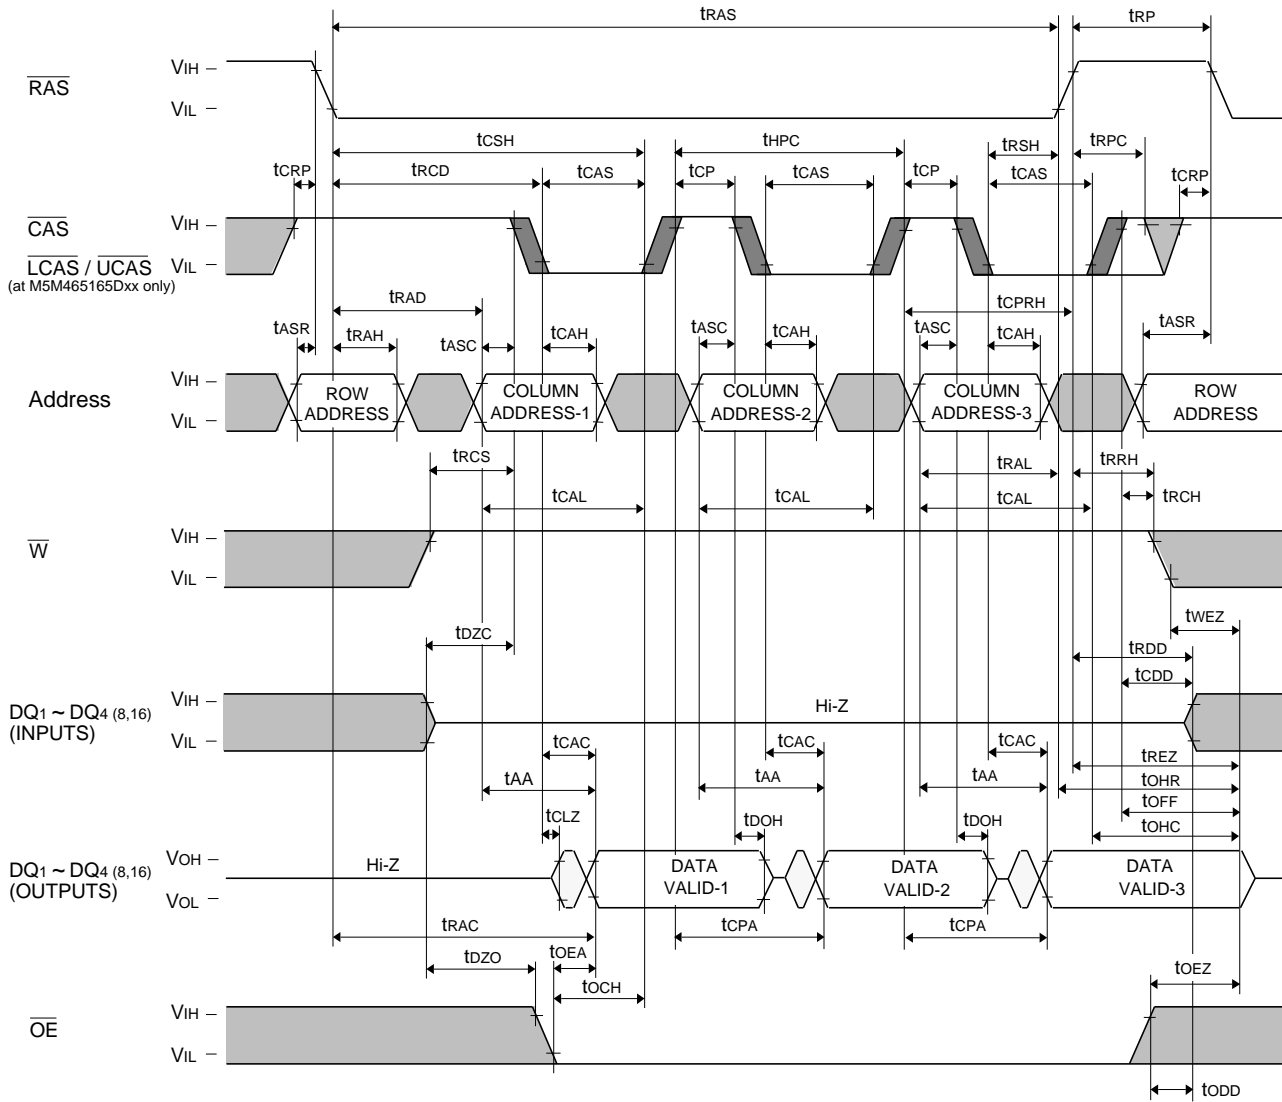 tRAS
tRP
RAS
VIH
VIL
tCSH
tHPC
tRSH
tRPC
tCRP
tRCD
tCAS
tCP
tCAS
tCP
tCAS
tCRP
CAS
VIH
LCAS / UCAS
VIL
(at M5M465165Dxx only)
tRAD
tCPRH
tASR
tRAH
tASC
tCAH
tASC
tCAH
tASC
tCAH
tASR
Address
VIH
VIL
ROW
ADDRESS
COLUMN
ADDRESS-1
COLUMN
ADDRESS-2
COLUMN
ADDRESS-3
ROW
ADDRESS
tRCS
tRAL
tRRH
tCAL
tCAL
tCAL
tRCH
W
VIH
VIL
tWEZ
tDZC
tRDD
tCDD
DQ1 ~ DQ4 (8,16)
(INPUTS)
VIH
VIL
Hi-Z
tCAC
tCAC
tCAC
tREZ
tAA
tAA
tAA
tOHR
tOFF
tCLZ
tDOH
tDOH
tOHC
DQ1 ~ DQ4 (8,16)
(OUTPUTS)
VOH
VOL
Hi-Z
DATA
VALID-1
DATA
VALID-2
DATA
VALID-3
tRAC
tCPA
tCPA
tDZO
tOEA
tOEZ
tOCH
OE
VIH
VIL
tODD